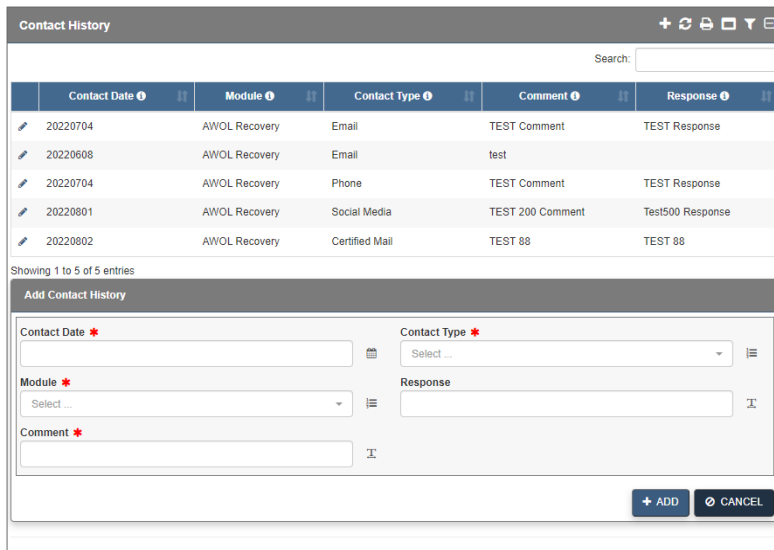 Contact History
Search:
Contact Date Module Contact Type Comment Response
20220704 AWOL Recovery Email TEST Comment TEST Response
20220608 AWOL Recovery Email test
20220704 AWOL Recovery Phone TEST Comment TEST Response
20220801 AWOL Recovery Social Media TEST 200 Comment Test500 Response
20220802 AWOL Recovery Certified Mail TEST 88 TEST 88
Showing 1 to 5 of 5 entries
Add Contact History
Contact Date * Contact Type *
Select ...
Module * Response
Select ...
Comment *
+ ADD CANCEL